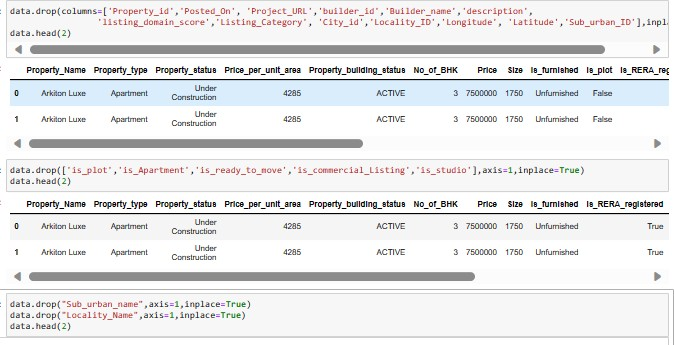 data.drop(columns=['Property_id','Posted_On', 'Project_URL','builder_id','Builder_name','description',
'listing_domain_score','Listing_Category', 'City_id','Locality_ID','Longitude', 'Latitude','Sub_urban_ID'],inpl
data.head(2)
Property_Name Property_type Property_status Price_per_unit_area Property_building_status No_of_BHK Price Size is_furnished is_plot is_RERA_reg
0 Arkiton Luxe Apartment Under Construction 4285 ACTIVE 3 7500000 1750 Unfurnished False
1 Arkiton Luxe Apartment Under Construction 4285 ACTIVE 3 7500000 1750 Unfurnished False
data.drop(['is_plot','is_Apartment','is_ready_to_move','is_commercial_Listing','is_studio'],axis=1,inplace=True)
data.head(2)
Property_Name Property_type Property_status Price_per_unit_area Property_building_status No_of_BHK Price Size is_furnished is_RERA_registered
0 Arkiton Luxe Apartment Under Construction 4285 ACTIVE 3 7500000 1750 Unfurnished True
1 Arkiton Luxe Apartment Under Construction 4285 ACTIVE 3 7500000 1750 Unfurnished True
data.drop("Sub_urban_name",axis=1,inplace=True)
data.drop("Locality_Name",axis=1,inplace=True)
data.head(2)